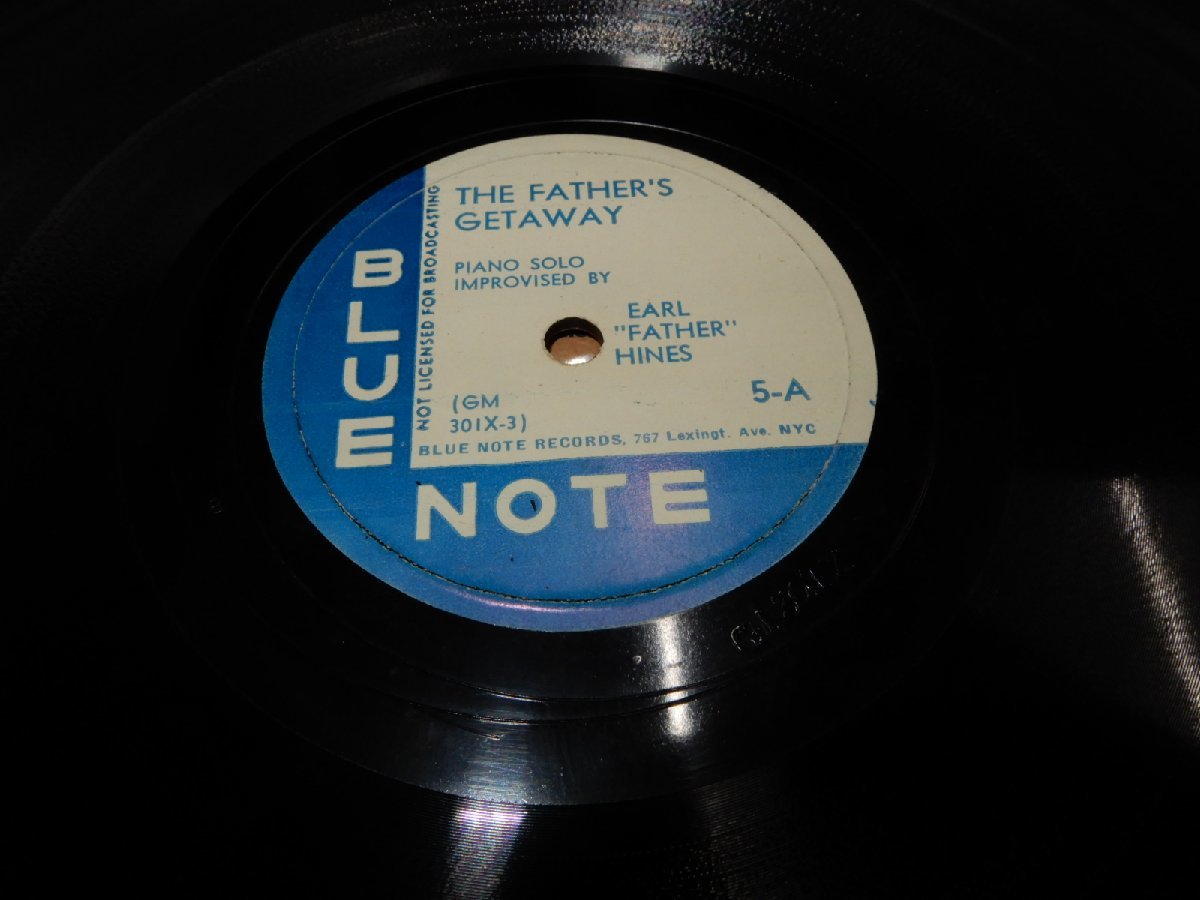 THE FATHER'S
GETAWAY
NOT LICENSED FOR BROADCASTING
PIANO SOLO
IMPROVISED BY
EARL
"FATHER"
HINES
5-A
(GM
301X-3)
BLUE NOTE RECORDS, 767 Lexingt. Ave. NYC
BLUE
NOTE